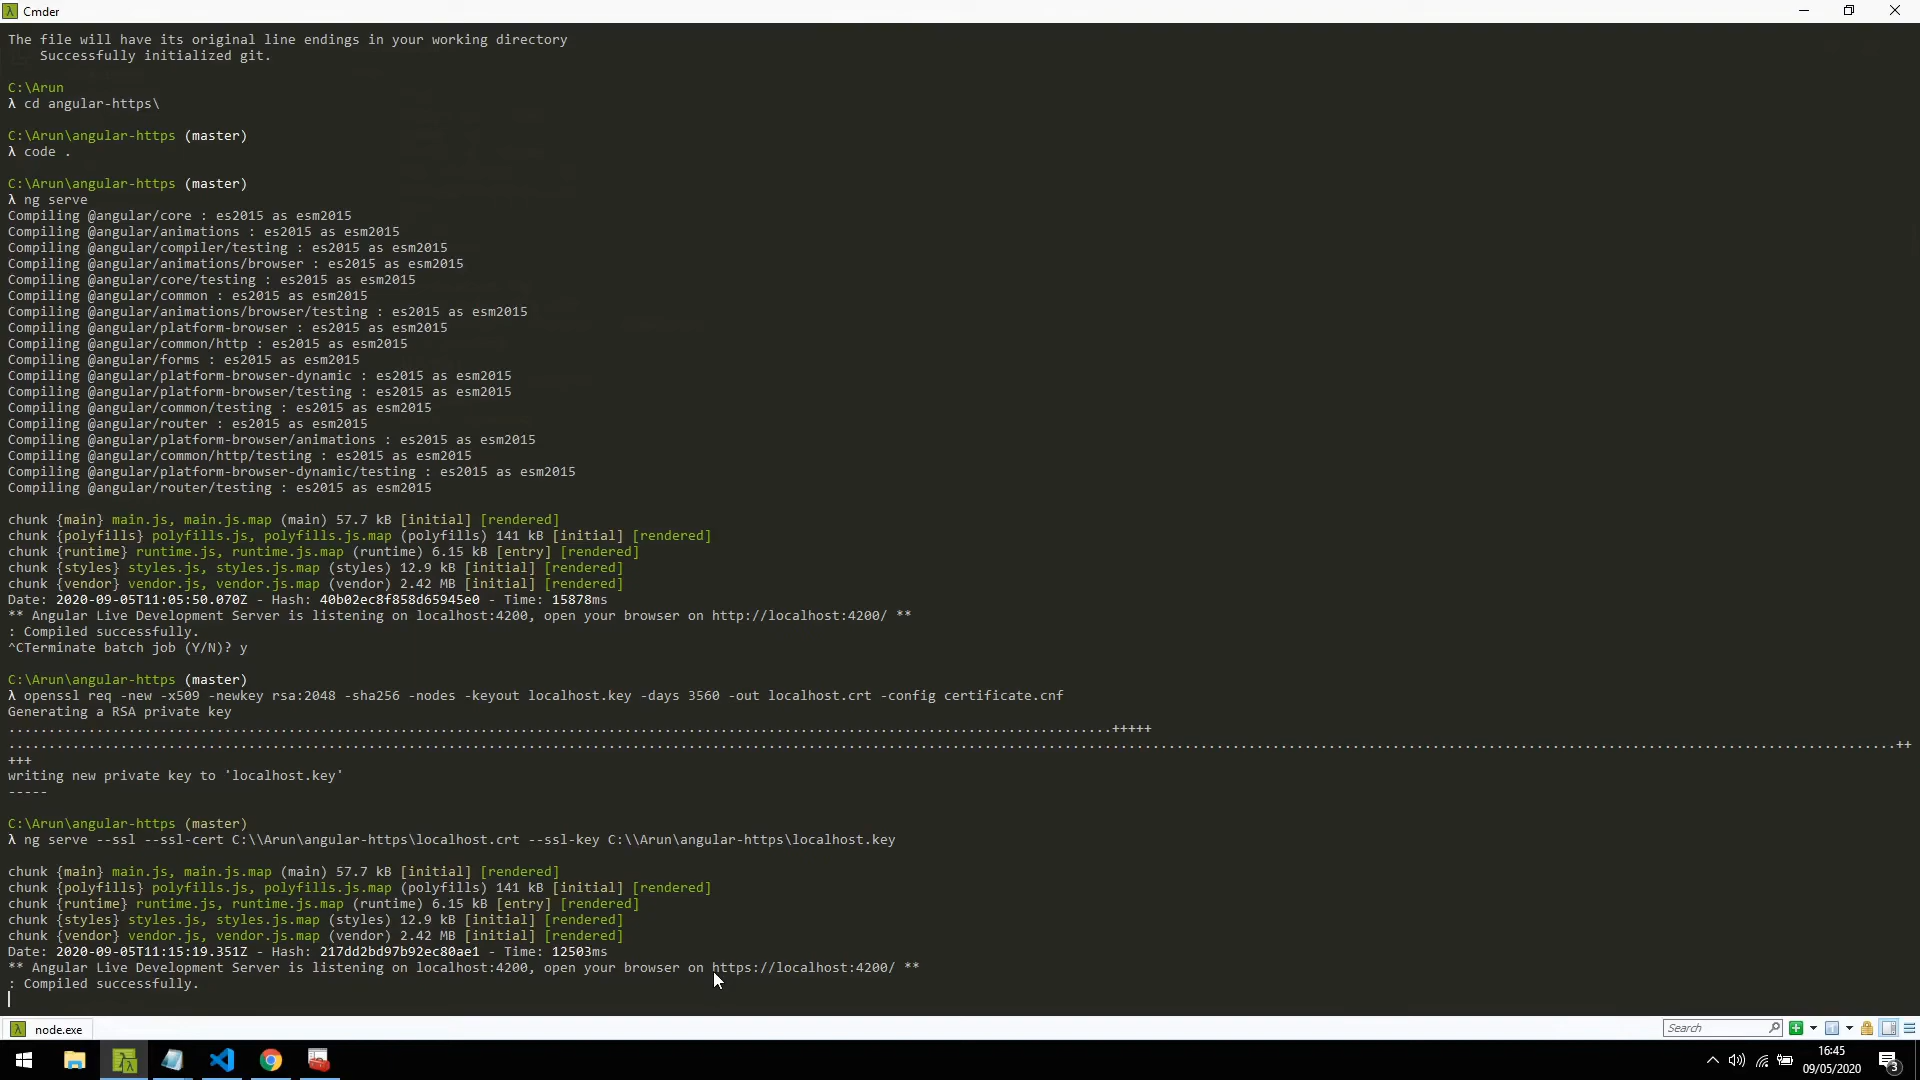 Cmder
The file will have its original line endings in your working directory
Successfully initialized git.
C:\Arun
λ cd angular-https\
C:\Arun\angular-https (master)
λ code .
C:\Arun\angular-https (master)
λ ng serve
Compiling @angular/core : es2015 as esm2015
Compiling @angular/animations : es2015 as esm2015
Compiling @angular/compiler/testing : es2015 as esm2015
Compiling @angular/animations/browser : es2015 as esm2015
Compiling @angular/core/testing : es2015 as esm2015
Compiling @angular/common : es2015 as esm2015
Compiling @angular/animations/browser/testing : es2015 as esm2015
Compiling @angular/platform-browser : es2015 as esm2015
Compiling @angular/common/http : es2015 as esm2015
Compiling @angular/forms : es2015 as esm2015
Compiling @angular/platform-browser-dynamic : es2015 as esm2015
Compiling @angular/platform-browser/testing : es2015 as esm2015
Compiling @angular/common/testing : es2015 as esm2015
Compiling @angular/router : es2015 as esm2015
Compiling @angular/platform-browser/animations : es2015 as esm2015
Compiling @angular/common/http/testing : es2015 as esm2015
Compiling @angular/platform-browser-dynamic/testing : es2015 as esm2015
Compiling @angular/router/testing : es2015 as esm2015
chunk {main} main.js, main.js.map (main) 57.7 kB [initial] [rendered]
chunk {polyfills} polyfills.js, polyfills.js.map (polyfills) 141 kB [initial] [rendered]
chunk {runtime} runtime.js, runtime.js.map (runtime) 6.15 kB [entry] [rendered]
chunk {styles} styles.js, styles.js.map (styles) 12.9 kB [initial] [rendered]
chunk {vendor} vendor.js, vendor.js.map (vendor) 2.42 MB [initial] [rendered]
Date: 2020-09-05T11:05:50.070Z - Hash: 40b02ec8f858d65945e0 - Time: 15878ms
** Angular Live Development Server is listening on localhost:4200, open your browser on http://localhost:4200/ **
: Compiled successfully.
^CTerminate batch job (Y/N)? y
C:\Arun\angular-https (master)
λ openssl req -new -x509 -newkey rsa:2048 -sha256 -nodes -keyout localhost.key -days 3560 -out localhost.crt -config certificate.cnf
Generating a RSA private key
..........................................................................................................................................+++++
............................................................................................................................................................................................................................................++
+++
writing new private key to 'localhost.key'
-----
C:\Arun\angular-https (master)
λ ng serve --ssl --ssl-cert C:\\Arun\angular-https\localhost.crt --ssl-key C:\\Arun\angular-https\localhost.key
chunk {main} main.js, main.js.map (main) 57.7 kB [initial] [rendered]
chunk {polyfills} polyfills.js, polyfills.js.map (polyfills) 141 kB [initial] [rendered]
chunk {runtime} runtime.js, runtime.js.map (runtime) 6.15 kB [entry] [rendered]
chunk {styles} styles.js, styles.js.map (styles) 12.9 kB [initial] [rendered]
chunk {vendor} vendor.js, vendor.js.map (vendor) 2.42 MB [initial] [rendered]
Date: 2020-09-05T11:15:19.351Z - Hash: 217dd2bd97b92ec80ae1 - Time: 12503ms
** Angular Live Development Server is listening on localhost:4200, open your browser on https://localhost:4200/ **
: Compiled successfully.
node.exe
Search
16:45
09/05/2020
3